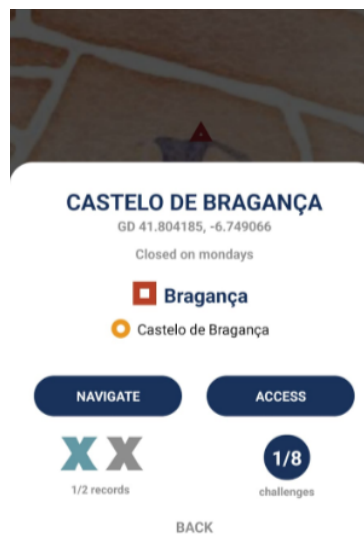 CASTELO DE BRAGANÇA
GD 41.804185, -6.749066
Closed on mondays
Bragança
Castelo de Bragança
NAVIGATE
ACCESS
1/8
1/2 records
challenges
BACK